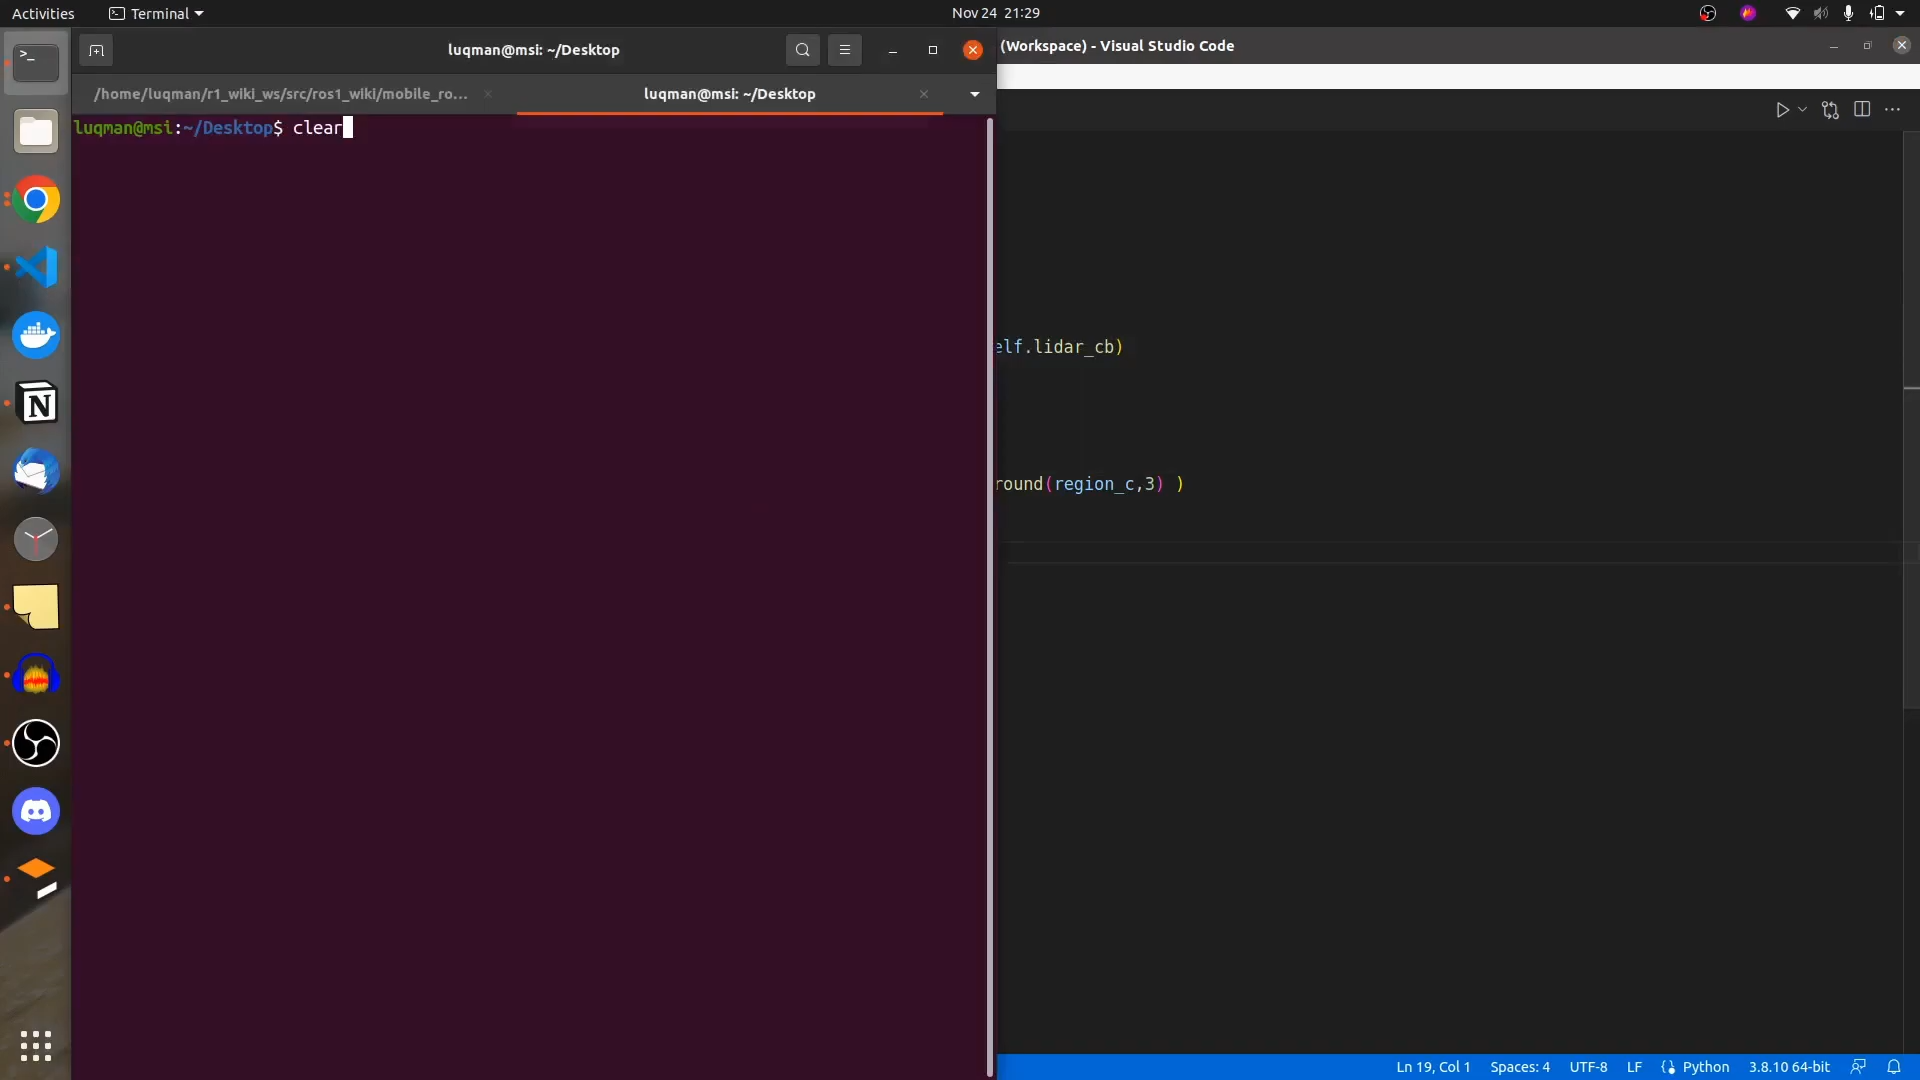 Activities
Terminal
Nov 24 21:29
luqman@msi: ~/Desktop
(Workspace) - Visual Studio Code
/home/luqman/r1_wiki_ws/src/ros1_wiki/mobile_ro...
luqman@msi: ~/Desktop
luqman@msi:~/Desktop$ clear
elf.lidar_cb)
round(region_c,3) )
Ln 19, Col 1
Spaces: 4
UTF-8
LF
Python
3.8.10 64-bit